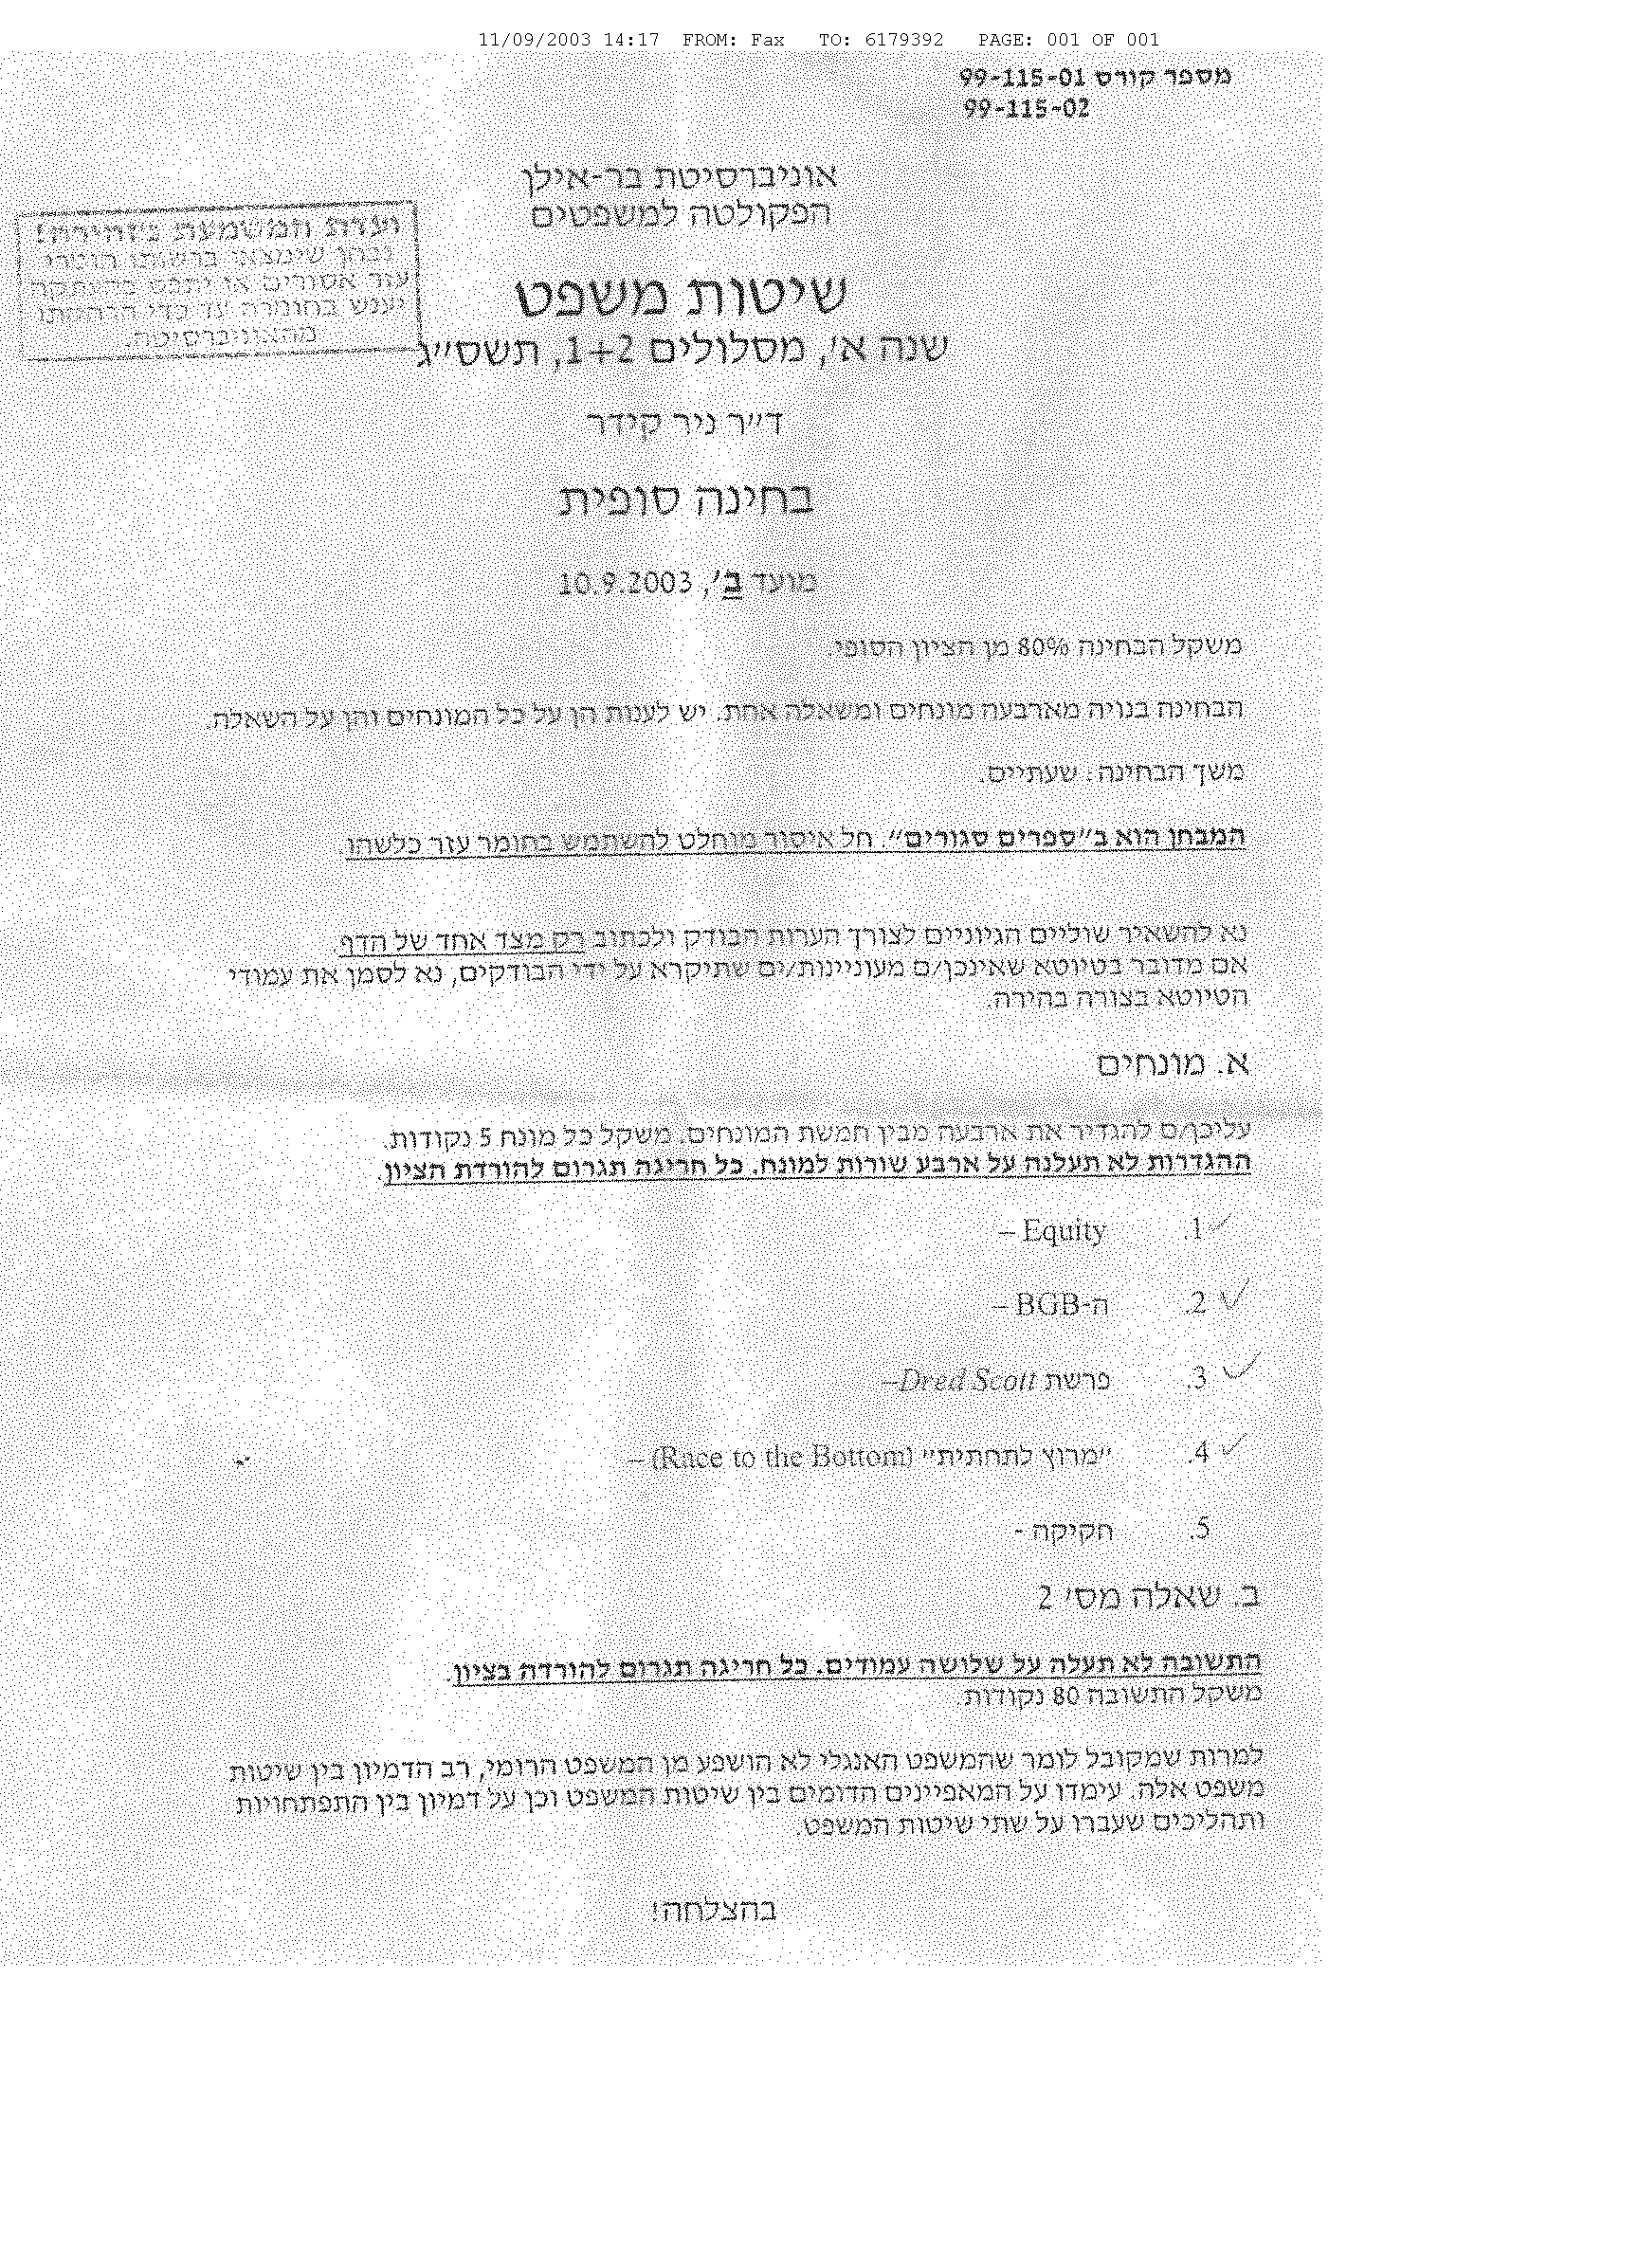 11/09/2003 14:17 FROM: Fax TO: 6179392 PAGE: 001 OF 001
מספר קורס 99-115-01
99-115-02
אוניברסיטת בר-אילן
הפקולטה למשפטים
ועדת המשמעת מזהירה!
נבחן שימצאו ברשותו חומרי
עזר אסורים או יתפס בהעתקה
יענש בחומרה עד כדי הרחקתו
מהאוניברסיטה.
שיטות משפט
שנה א', מסלולים 1+2, תשס"ג
ד"ר ניר קידר
בחינה סופית
מועד ב', 10.9.2003
משקל הבחינה 80% מן הציון הסופי.
הבחינה בנויה מארבעה מונחים ומשאלה אחת. יש לענות הן על כל המונחים והן על השאלה.
משך הבחינה: שעתיים.
המבחן הוא ב"ספרים סגורים". חל איסור מוחלט להשתמש בחומר עזר כלשהו.
נא להשאיר שוליים הגיוניים לצורך הערות הבודק ולכתוב רק מצד אחד של הדף.
אם מדובר בטיוטא שאינכן/ם מעוניינות/ים שתיקרא על ידי הבודקים, נא לסמן את עמודי
הטיוטא בצורה בהירה.
א. מונחים
עליכן/ם להגדיר את ארבעה מבין חמשת המונחים. משקל כל מונח 5 נקודות.
ההגדרות לא תעלנה על ארבע שורות למונח. כל חריגה תגרום להורדת הציון.
1. Equity –
2. ה-BGB –
3. פרשת Dred Scott–
4. "מרוץ לתחתית" (Race to the Bottom) –
5. חקיקה -
ב. שאלה מס' 2
התשובה לא תעלה על שלושה עמודים. כל חריגה תגרום להורדה בציון.
משקל התשובה 80 נקודות.
למרות שמקובל לומר שהמשפט האנגלי לא הושפע מן המשפט הרומי, רב הדמיון בין שיטות
משפט אלה. עימדו על המאפיינים הדומים בין שיטות המשפט וכן על דמיון בין התפתחויות
ותהליכים שעברו על שתי שיטות המשפט.
בהצלחה!